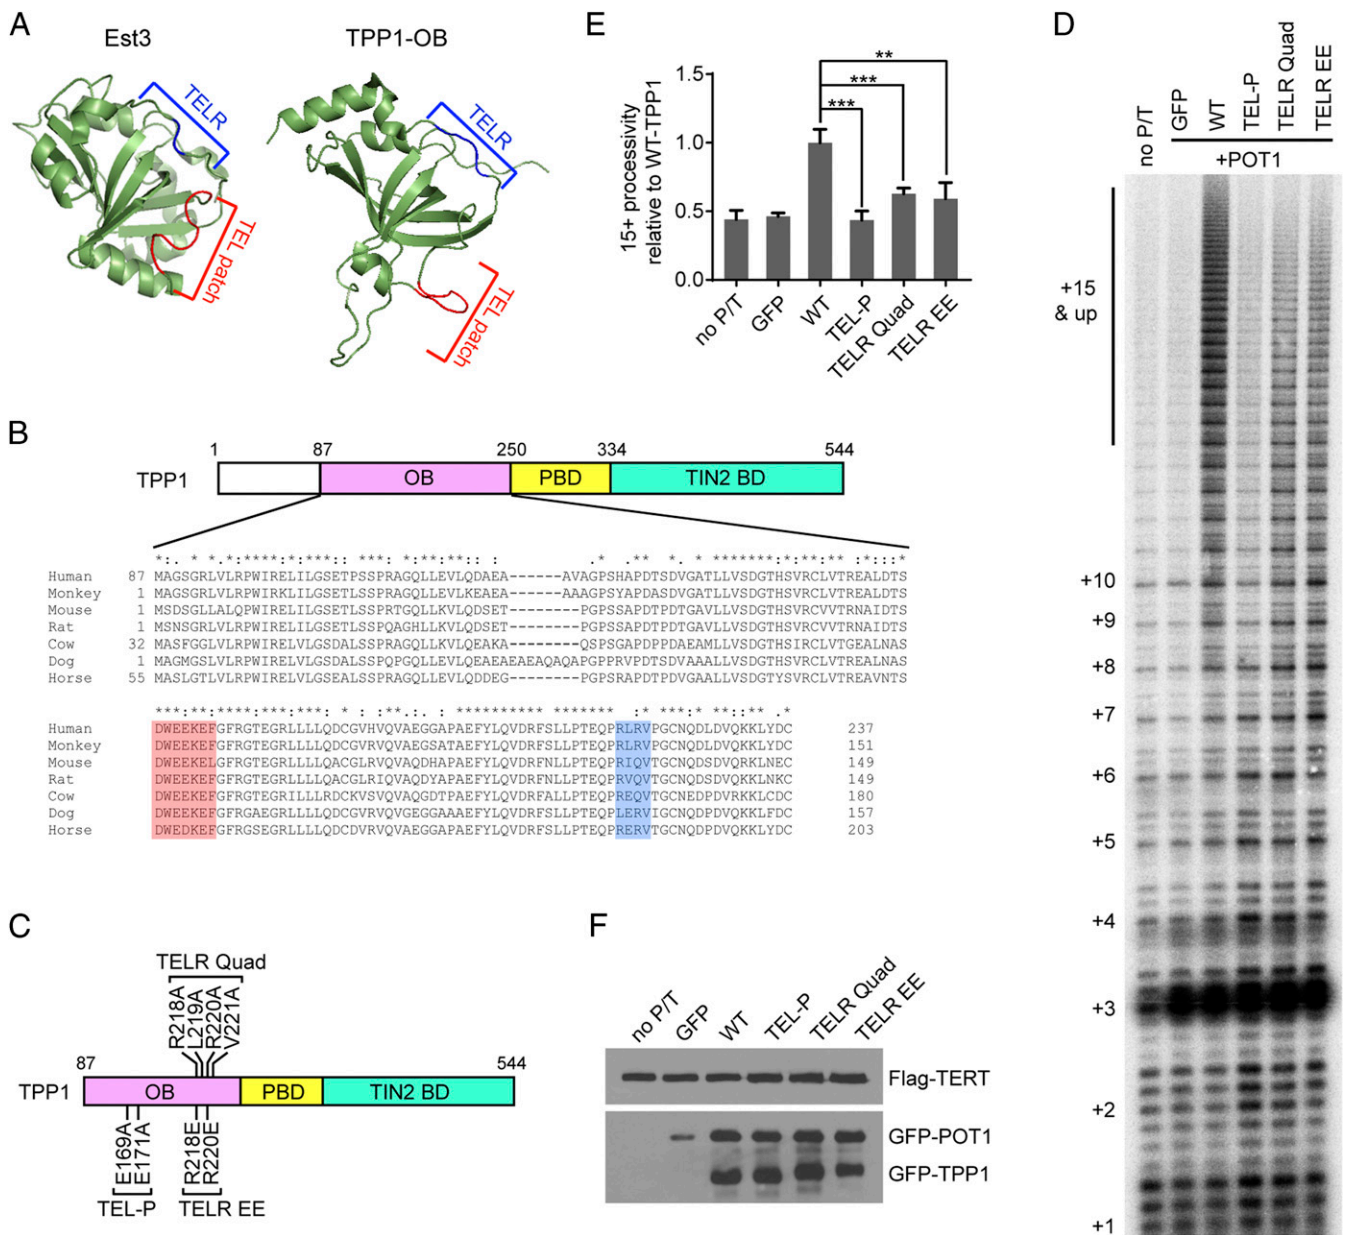 A
Est3
TPP1-OB
TELR
TEL patch
TELR
TEL patch
B
1 87 250 334 544
TPP1 OB PBD TIN2 BD
*:. .* *.*:****:*:***:: :***:** *: *: : :
Human 87 MAGSGRLVLRPWIRELILGSETPSSPRAGQLLEVLQDAEA------AVAGPSHAPDTSDVGATLLVSDGTHSVRCLVTREALDTS
Monkey 1 MAGSGRLVLRPWIRKLILGSETLSSPRAGQLLEVLKEAEA------AAAGPSYAPDASDVGATLLVSDGTHSVRCLVTREALDTS
Mouse 1 MSDSGLLALQPWIRELILGSETLSSPRTGQLLKVLQDSET--------PGPSSAPDTPDTGAVLLVSDGTHSVRCVVTRNAIDTS
Rat 1 MSNSGRLVLRPWIRELILGSETLSSPQAGHLLKVLQDSET--------PGPSSAPDTPDTGAVLLVSDGTHSVRCVVTRNAIDTS
Cow 32 MASFGGLVLRPWIRELVLGSDALSSPRAGQLLEVLQEAKA--------QSPSGAPDPPDAEAMLLVSDGTHSIRCLVTGEALNAS
Dog 1 MAGMGSLVLRPWIRELVLGSDALSSPQPGQLLEVLQEAEAEAEAQAQAPGPPRVPDTSDVAAALLVSDGTHSVRCLVTREALDTS
Horse 55 MASLGTLVLRPWIRELVLGSEALSSPRAGQLLEVLQDDEG--------PGPSRAPDTPDVGAALLVSDGTYSVRCLVTREAVNTS
Human DWEEKEFGFRGTEGRLLLLQDCGVHVQVAEGGAPAEFYLQVDRFSLLPTEQPRLRVPGCNQDLDVQKKLYDC 237
Monkey DWEEKEFGFRGTEGRLLLLQDCGVRVQVAEGGAPAEFYLQVDRFSLLPTEQPRLRVPGCNQDLDVQKKLYDC 151
Mouse DWEEKELGFRGTEGRLLLLQACGLRVQVAQDHAPAEFYLQVDRFNLLPTEQPRIQVTGCNQDSDVQKKLNEC 149
Rat DWEEKEFGFRGTEGRLLLLQACGLRIQVAQDYAPAEFYLQVDRFNLLPTEQPRVQVTGCNQDSDVQKKLNKC 149
Cow DWEEKEFGFRGTEGRILLLRDCKVSVQVAQGDTPAEFYLQVDRFSLLPTEQPREQVTGCNEDPDVRKKLCDC 180
Dog DWEEKEFGFRGAEGRLLLLQDCGVRVQVGEGGAAAEFYLQVDRFSLLPTEQPLERVTGCNQDPDVQKKLFDC 157
Horse DWEDKEFGFRGSEGRLLLLQDCDVRVQVAEGGAPAEFYLQVDRFSLLPTEQPRERVTGCNQDPDVQKKLYDC 203
C
TELR Quad
R218A
L219A
R220A
V221A
87 544
TPP1 OB PBD TIN2 BD
E169A
E171A
R218E
R220E
TEL-P TELR EE
E
15+ processivity
relative to WT-TPP1
1.5
1.0
0.5
0.0
**
***
***
no P/T
GFP
WT
TEL-P
TELR Quad
TELR EE
F
no P/T
GFP
WT
TEL-P
TELR Quad
TELR EE
Flag-TERT
GFP-POT1
GFP-TPP1
D
no P/T
GFP
WT
TEL-P
TELR Quad
TELR EE
+POT1
+15
& up
+10
+9
+8
+7
+6
+5
+4
+3
+2
+1